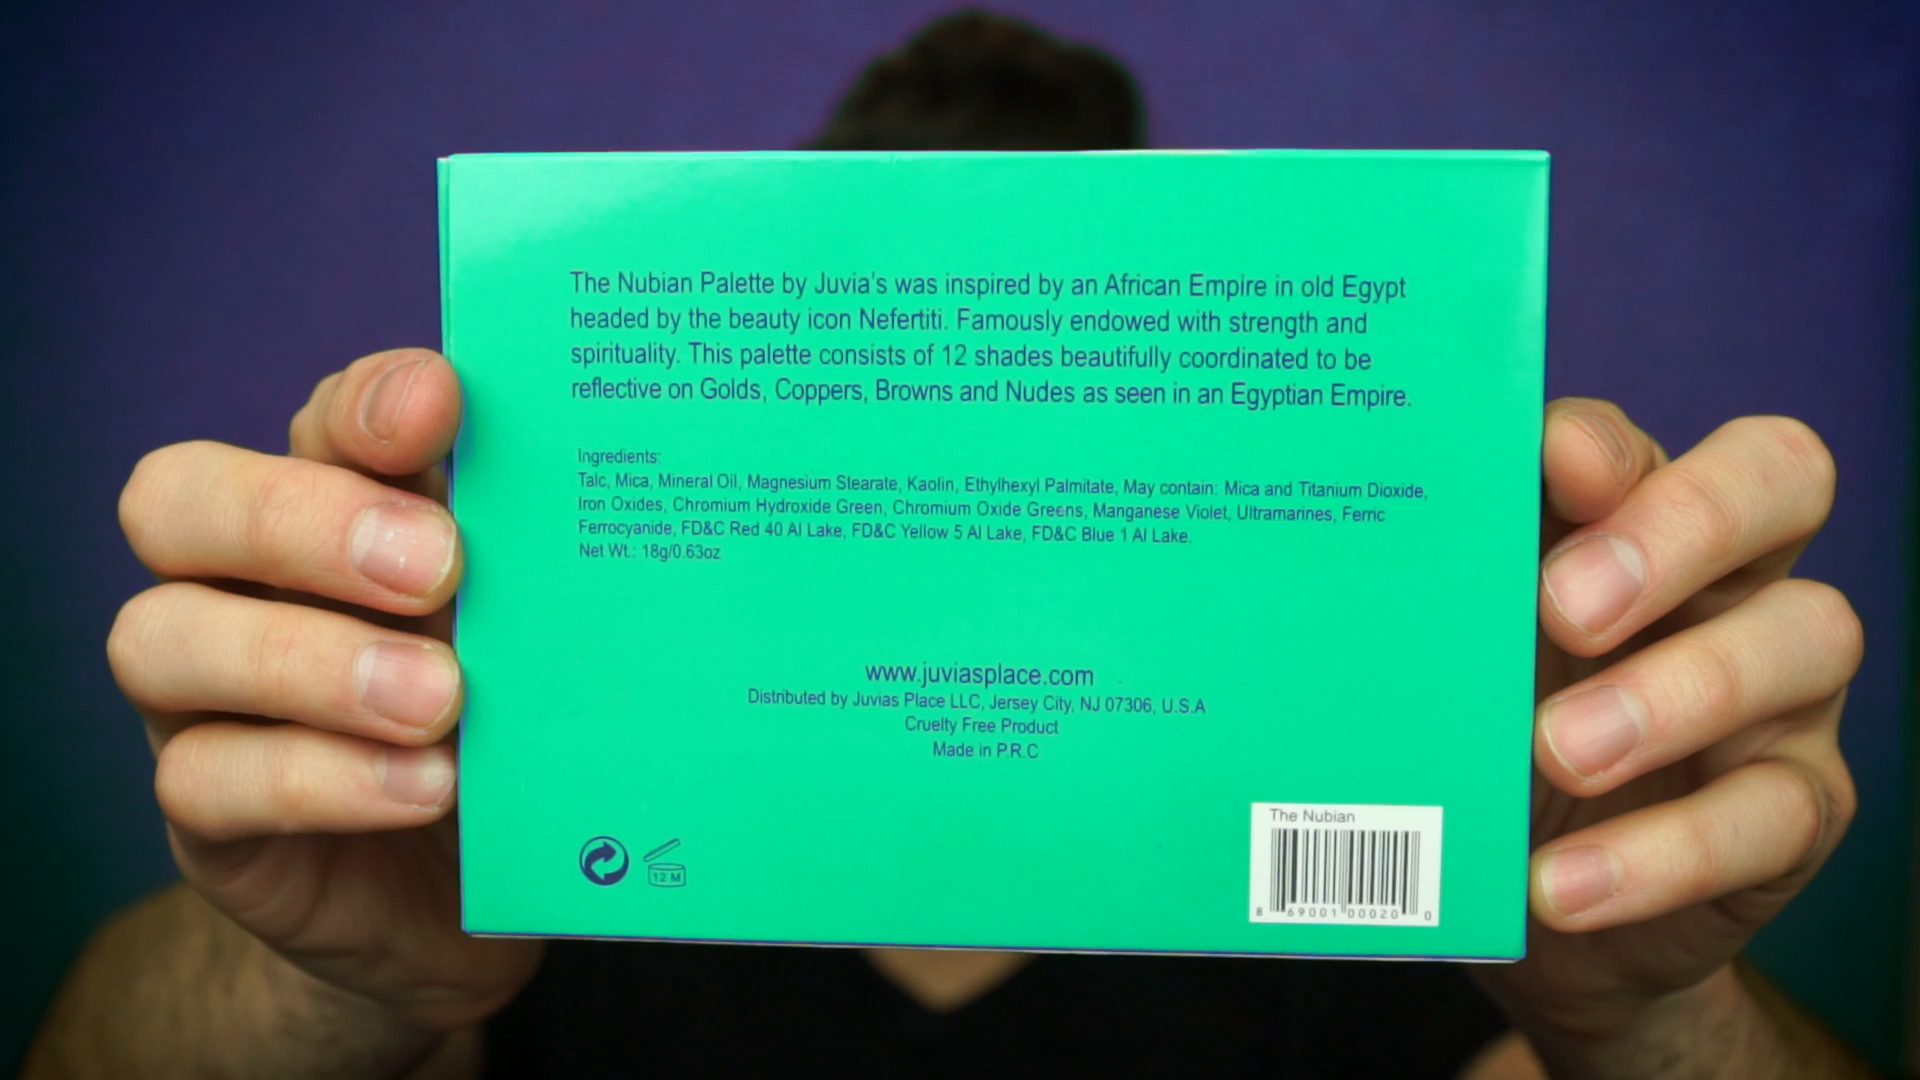 The Nubian Palette by Juvia's was inspired by an African Empire in old Egypt
headed by the beauty icon Nefertiti. Famously endowed with strength and
spirituality. This palette consists of 12 shades beautifully coordinated to be
reflective on Golds, Coppers, Browns and Nudes as seen in an Egyptian Empire.
Ingredients:
Talc, Mica, Mineral Oil, Magnesium Stearate, Kaolin, Ethylhexyl Palmitate, May contain: Mica and Titanium Dioxide,
Iron Oxides, Chromium Hydroxide Green, Chromium Oxide Greens, Manganese Violet, Ultramarines, Ferric
Ferrocyanide, FD&C Red 40 Al Lake, FD&C Yellow 5 Al Lake, FD&C Blue 1 Al Lake.
Net Wt.: 18g/0.63oz
www.juviasplace.com
Distributed by Juvias Place LLC, Jersey City, NJ 07306, U.S.A
Cruelty Free Product
Made in P.R.C
12 M
The Nubian
8 69001 00020 0